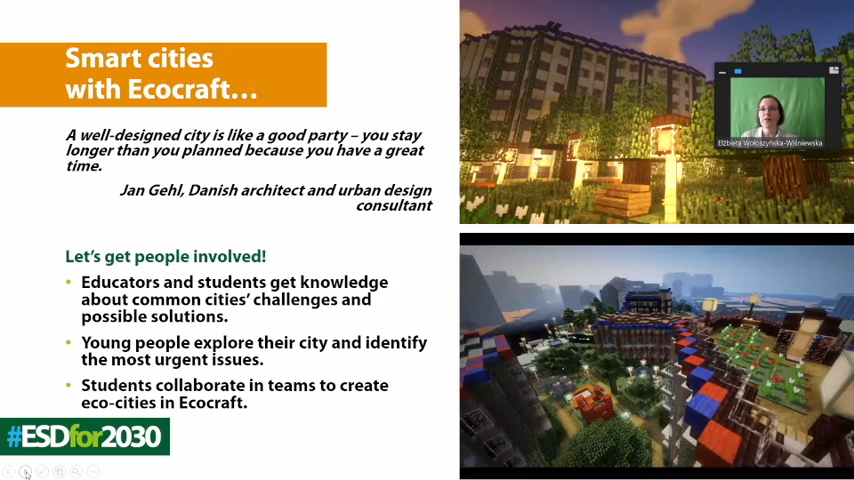 Smart cities
with Ecocraft…
A well-designed city is like a good party – you stay
longer than you planned because you have a great
time.
Jan Gehl, Danish architect and urban design
consultant
Let's get people involved!
• Educators and students get knowledge
about common cities' challenges and
possible solutions.
• Young people explore their city and identify
the most urgent issues.
• Students collaborate in teams to create
eco-cities in Ecocraft.
#ESDfor2030
Elżbieta Wołoszyńska-Wiśniewska